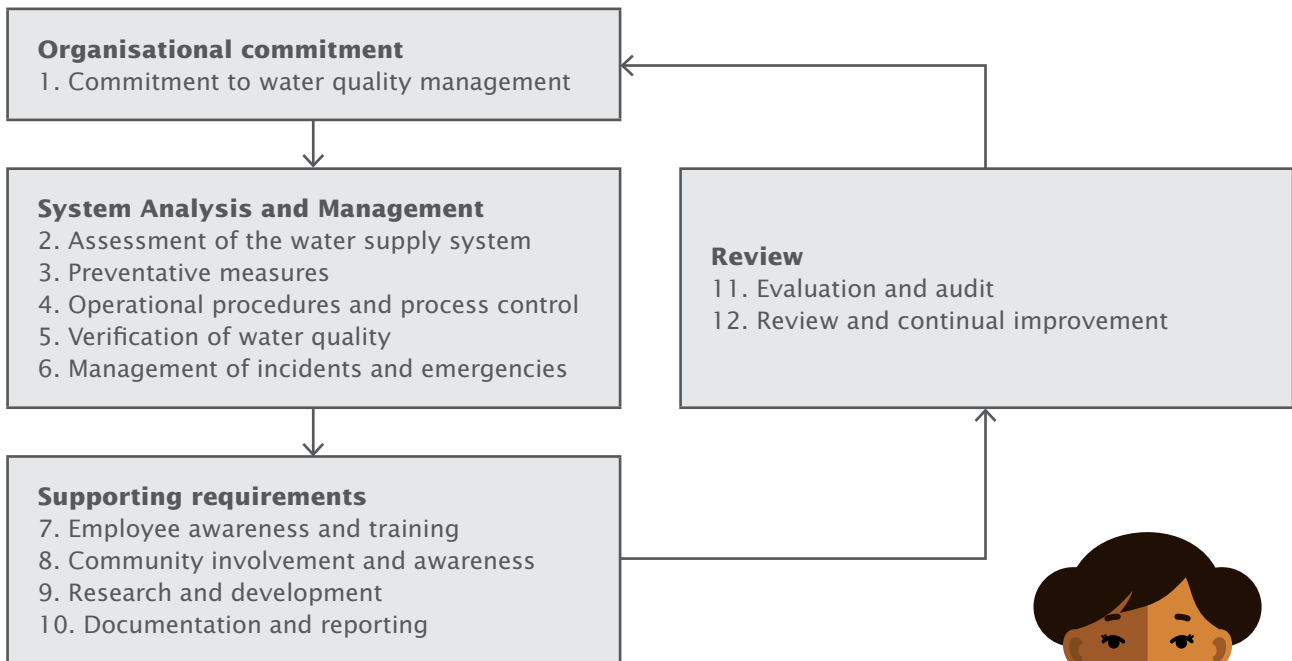 Organisational commitment
1. Commitment to water quality management
System Analysis and Management
2. Assessment of the water supply system
3. Preventative measures
4. Operational procedures and process control
5. Verification of water quality
6. Management of incidents and emergencies
Supporting requirements
7. Employee awareness and training
8. Community involvement and awareness
9. Research and development
10. Documentation and reporting
Review
11. Evaluation and audit
12. Review and continual improvement